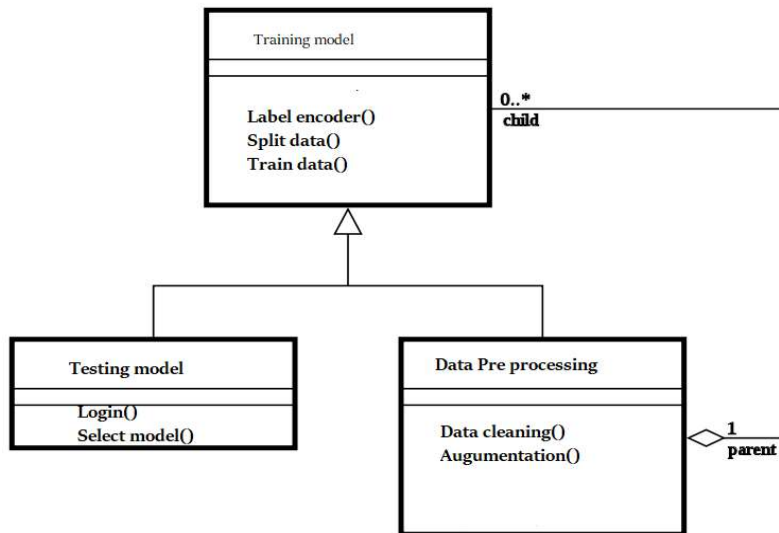 Training model
Label encoder()
Split data()
Train data()
0..*
child
Testing model
Login()
Select model()
Data Pre processing
Data cleaning()
Augumentation()
1
parent